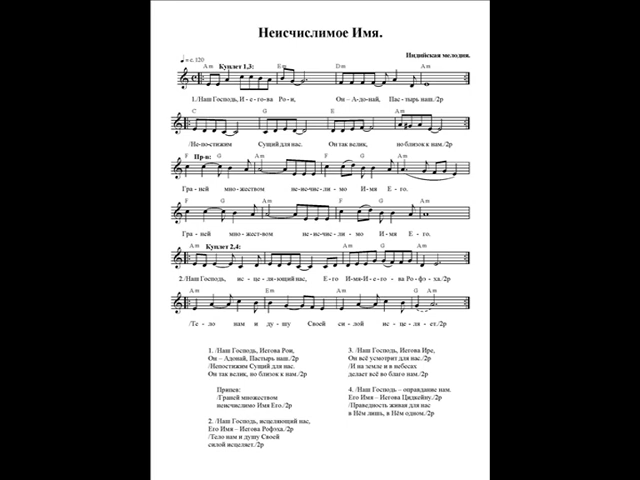 Неисчислимое Имя.
Индийская мелодия.
♩= c. 120
Am Куплет 1,3: Em Dm Am
1./Наш Господь, И - е - го - ва Ро - и, Он – А - до - най, Пас - тырь наш./2р
C G E Am
/Не - по - стижим Сущий для нас. Он так велик, но близок к нам./2р
F Пр-в: G Am F G Am
Гра - ней мно - жеством не - ис - чис - ли - мо И - мя Е - го.
F G Am F G Am
Гра - ней мно - жест - вом не - ис - чис - ли - мо И - мя Е - го.
Am Куплет 2,4: Am G
2./Наш Господь, ис - це - ля - ющий нас, Е - го И - мя - И - е - го - ва Ро - фэ - ха./2р
Am Em Am G Am
/Те - ло нам и ду - шу Своей си - лой ис - це - ля - ет./2р
1. /Наш Господь, Иегова Рои,
Он – Адонай, Пастырь наш./2р
/Непостижим Сущий для нас.
Он так велик, но близок к нам./2р
Припев:
/Граней множеством
неисчислимо Имя Его./2р
2. /Наш Господь, исцеляющий нас,
Его Имя – Иегова Рофэха./2р
/Тело нам и душу Своей
силой исцеляет./2р
3. /Наш Господь, Иегова Ире,
Он всё усмотрит для нас./2р
/И на земле и в небесах
делает всё во благо нам./2р
4. /Наш Господь – оправдание нам.
Его Имя – Иегова Цидкейну./2р
/Праведность живая для нас
в Нём лишь, в Нём одном./2р